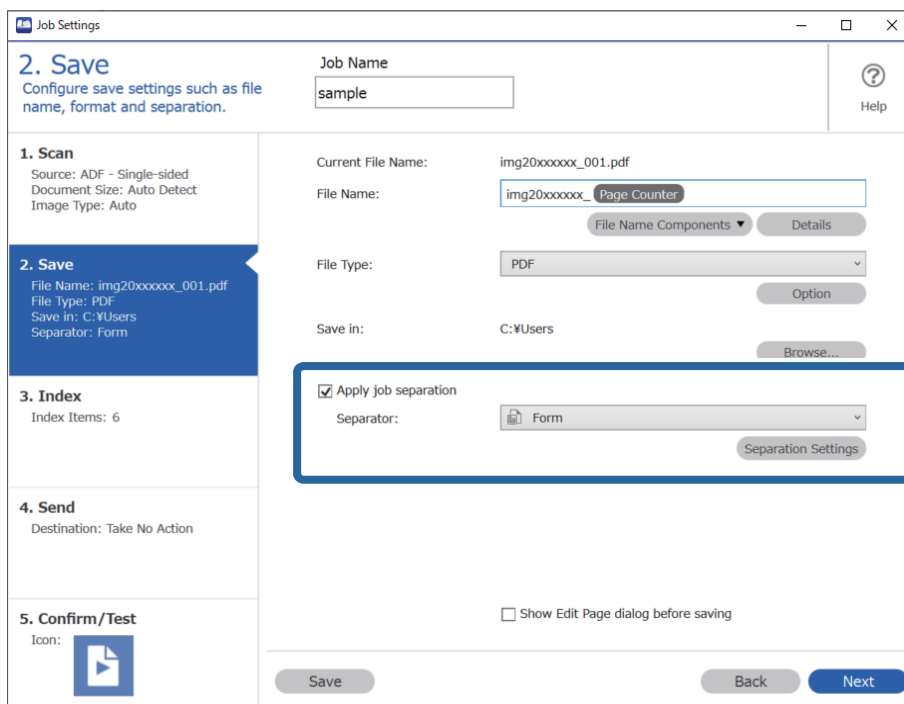 Job Settings
2. Save
Configure save settings such as file
name, format and separation.
Job Name
sample
Help
1. Scan
Source: ADF - Single-sided
Document Size: Auto Detect
Image Type: Auto
2. Save
File Name: img20xxxxxx_001.pdf
File Type: PDF
Save in: C:¥Users
Separator: Form
3. Index
Index Items: 6
4. Send
Destination: Take No Action
5. Confirm/Test
Icon:
Current File Name: img20xxxxxx_001.pdf
File Name: img20xxxxxx_ Page Counter
File Name Components ▼ Details
File Type: PDF
Option
Save in: C:¥Users
Browse...
Apply job separation
Separator: Form
Separation Settings
Show Edit Page dialog before saving
Save Back Next